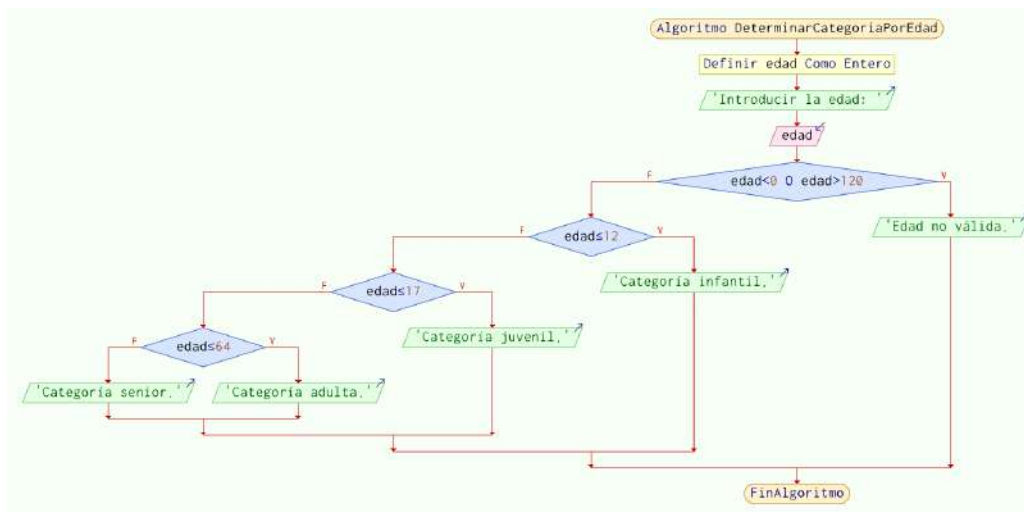 Algoritmo DeterminarCategoriaPorEdad
Definir edad Como Entero
'Introducir la edad: '
edad
F edad<0 O edad>120 V
'Edad no válida.'
F edad≤12 V
'Categoría infantil.'
F edad≤17 V
'Categoría juvenil.'
F edad≤64 V
'Categoría senior.' 'Categoría adulta.'
FinAlgoritmo